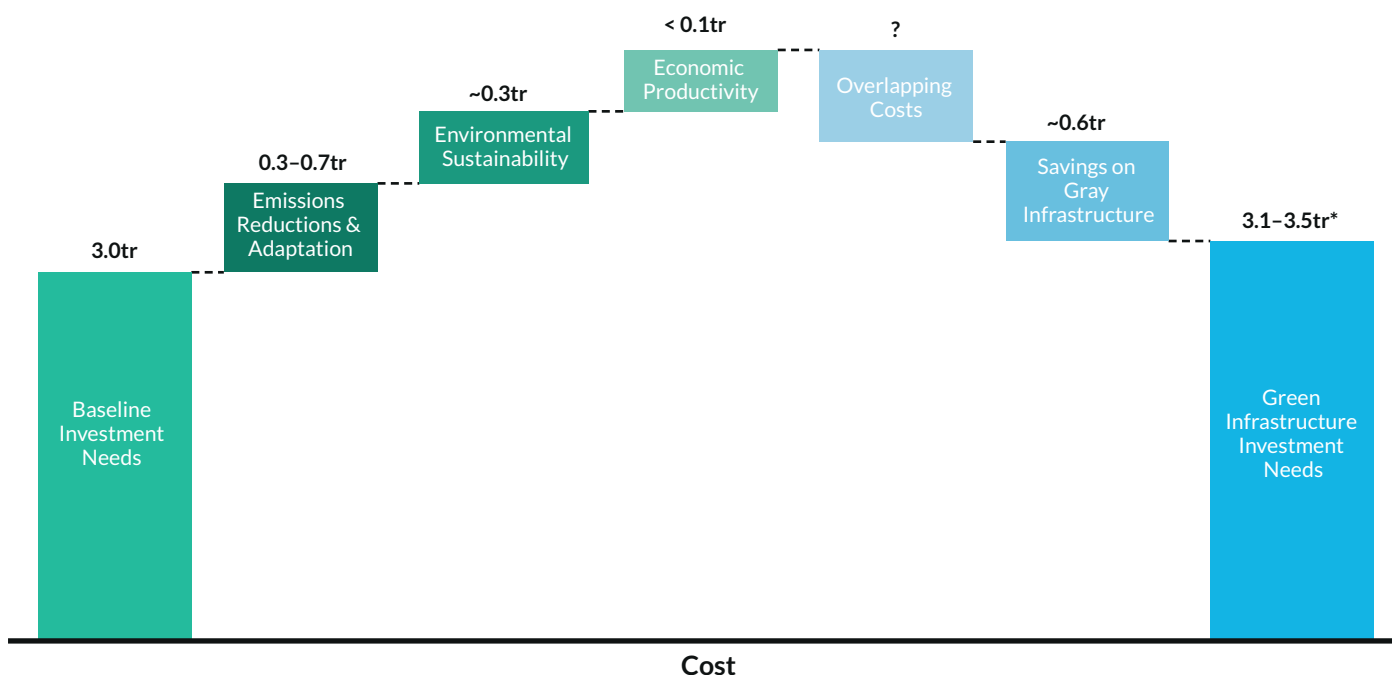 3.0tr
Baseline
Investment
Needs
0.3–0.7tr
Emissions
Reductions &
Adaptation
~0.3tr
Environmental
Sustainability
< 0.1tr
Economic
Productivity
?
Overlapping
Costs
~0.6tr
Savings on
Gray
Infrastructure
3.1–3.5tr*
Green
Infrastructure
Investment
Needs
Cost